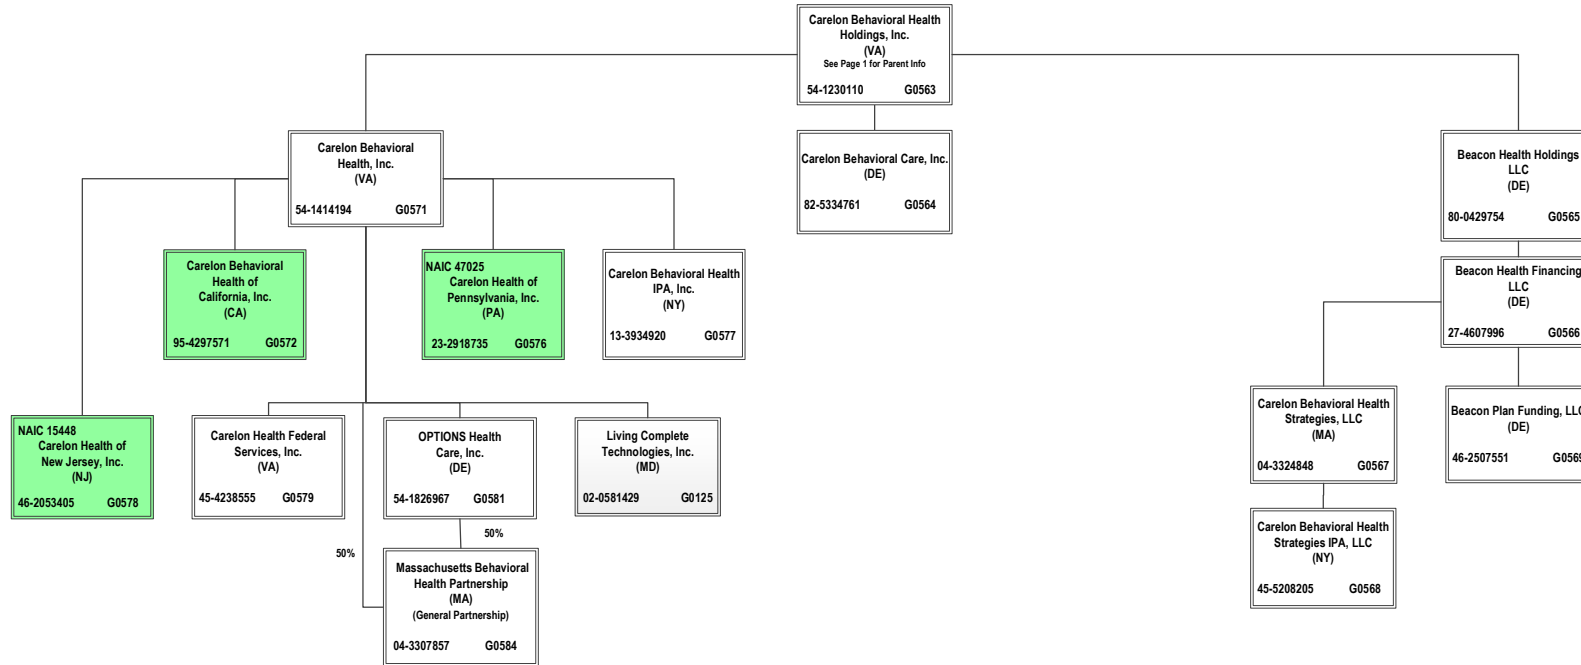 Carelon Behavioral Health
Holdings, Inc.
(VA)
See Page 1 for Parent Info
54-1230110 G0563
Carelon Behavioral
Health, Inc.
(VA)
54-1414194 G0571
Carelon Behavioral Care, Inc.
(DE)
82-5334761 G0564
Beacon Health Holdings
LLC
(DE)
80-0429754 G0565
Carelon Behavioral
Health of
California, Inc.
(CA)
95-4297571 G0572
NAIC 47025
Carelon Health of
Pennsylvania, Inc.
(PA)
23-2918735 G0576
Carelon Behavioral Health
IPA, Inc.
(NY)
13-3934920 G0577
Beacon Health Financing
LLC
(DE)
27-4607996 G0566
NAIC 15448
Carelon Health of
New Jersey, Inc.
(NJ)
46-2053405 G0578
Carelon Health Federal
Services, Inc.
(VA)
45-4238555 G0579
OPTIONS Health
Care, Inc.
(DE)
54-1826967 G0581
Living Complete
Technologies, Inc.
(MD)
02-0581429 G0125
Carelon Behavioral Health
Strategies, LLC
(MA)
04-3324848 G0567
Beacon Plan Funding, LLC
(DE)
46-2507551 G0569
50%
50%
Massachusetts Behavioral
Health Partnership
(MA)
(General Partnership)
04-3307857 G0584
Carelon Behavioral Health
Strategies IPA, LLC
(NY)
45-5208205 G0568